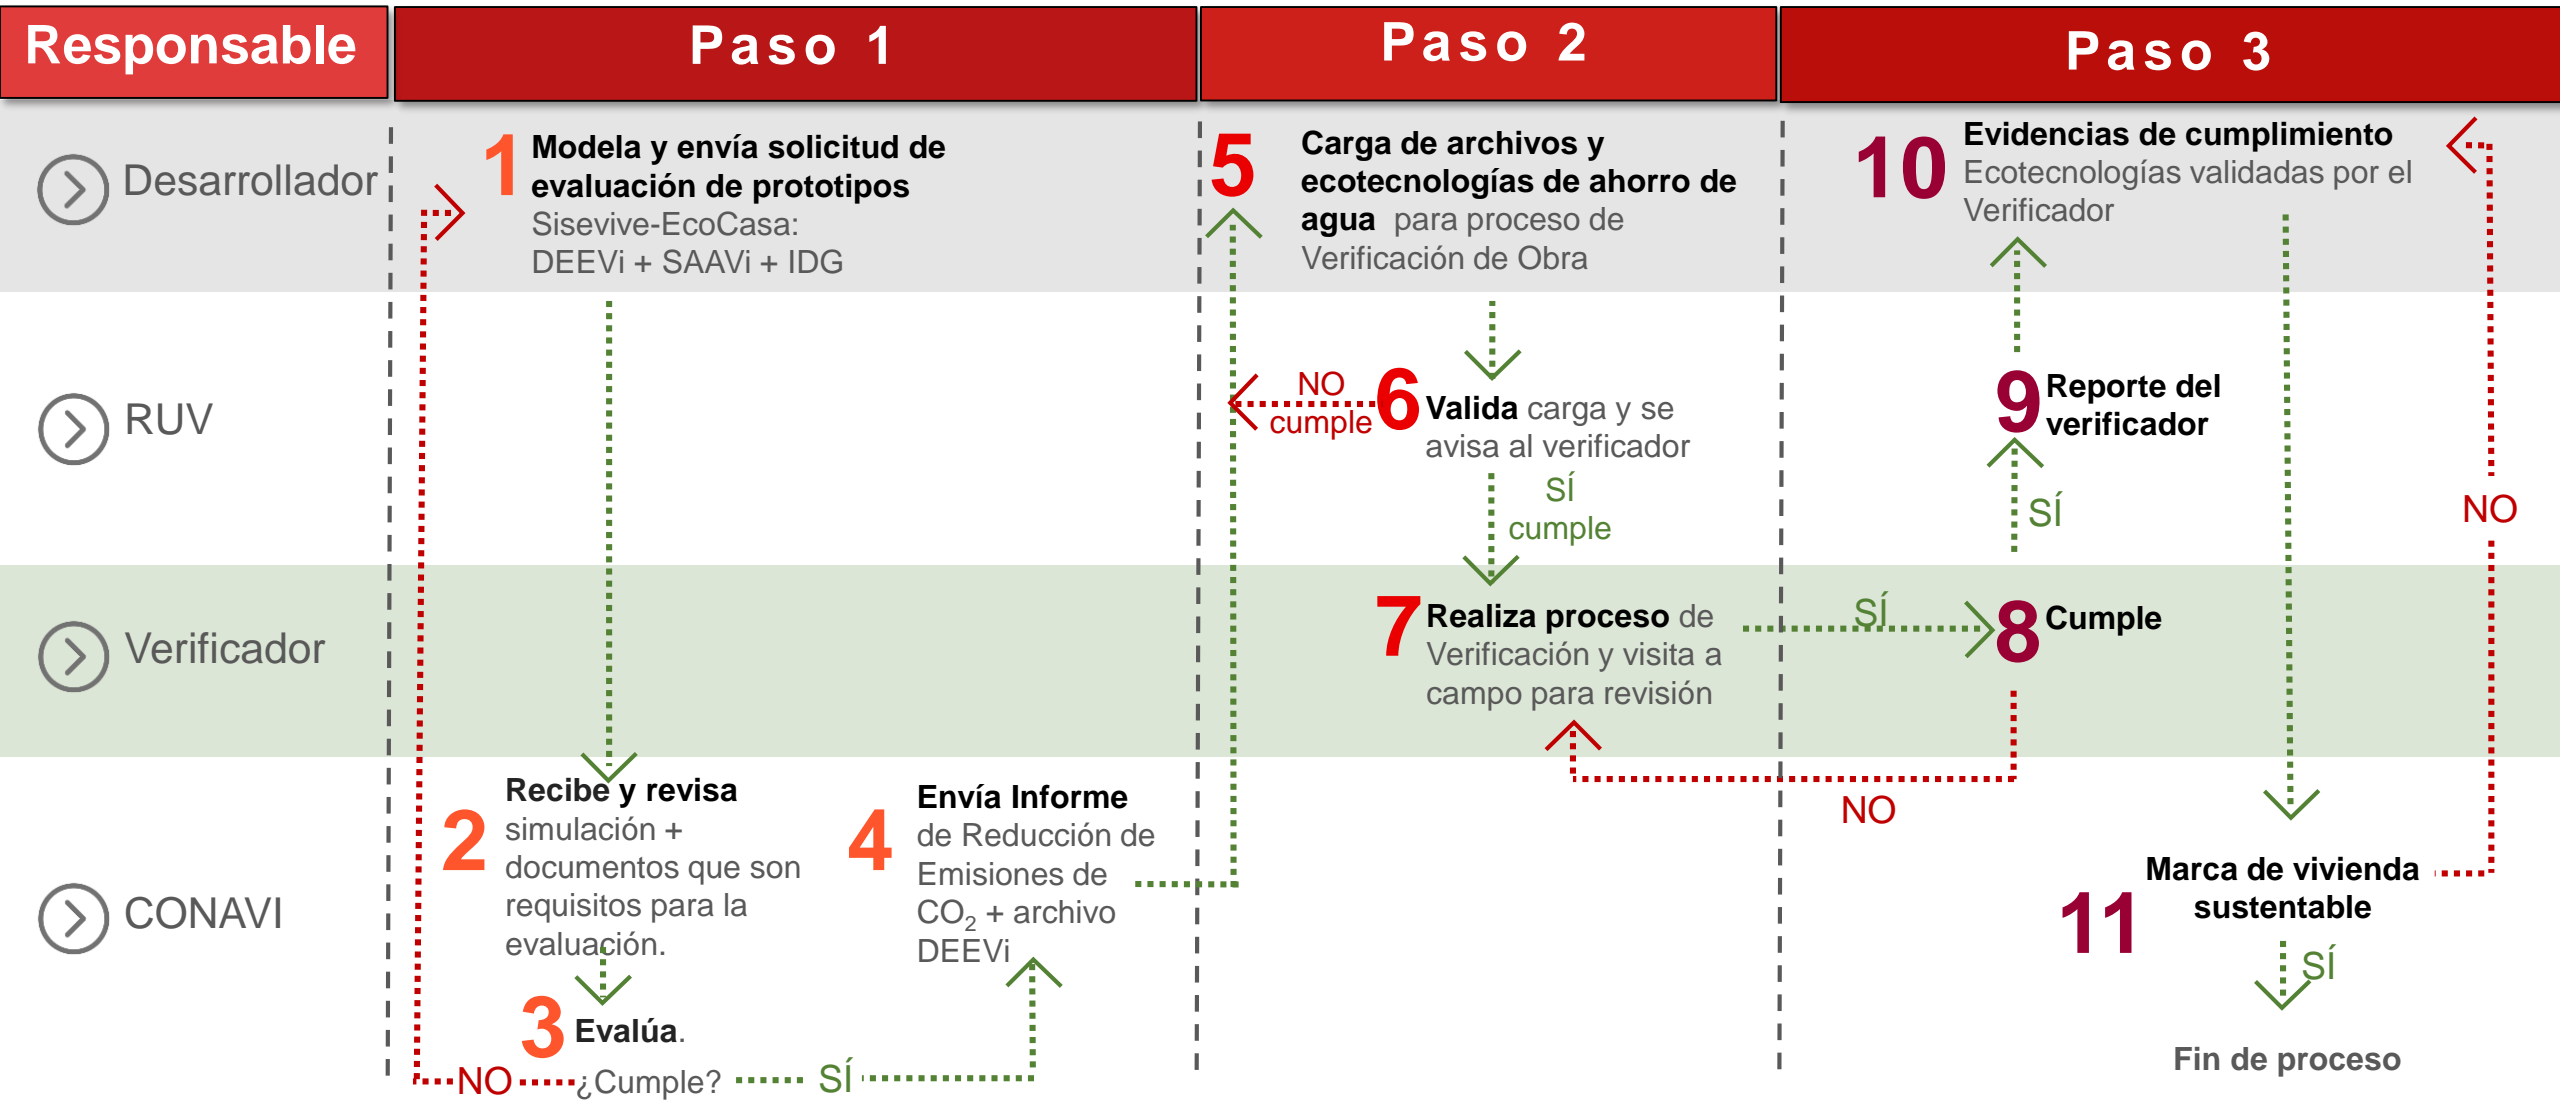 Responsable
Paso 1
Paso 2
Paso 3
Desarrollador
1
Modela y envía solicitud de
evaluación de prototipos
Sisevive-EcoCasa:
DEEVi + SAAVi + IDG
5
Carga de archivos y
ecotecnologías de ahorro de
agua para proceso de
Verificación de Obra
10
Evidencias de cumplimiento
Ecotecnologías validadas por el
Verificador
RUV
NO
cumple
6
Valida carga y se
avisa al verificador
SÍ
cumple
9
Reporte del
verificador
SÍ
NO
Verificador
7
Realiza proceso de
Verificación y visita a
campo para revisión
SÍ
8
Cumple
NO
CONAVI
2
Recibe y revisa
simulación +
documentos que son
requisitos para la
evaluación.
3
Evalúa.
NO
¿Cumple?
SÍ
4
Envía Informe
de Reducción de
Emisiones de
CO₂ + archivo
DEEVi
11
Marca de vivienda
sustentable
SÍ
Fin de proceso